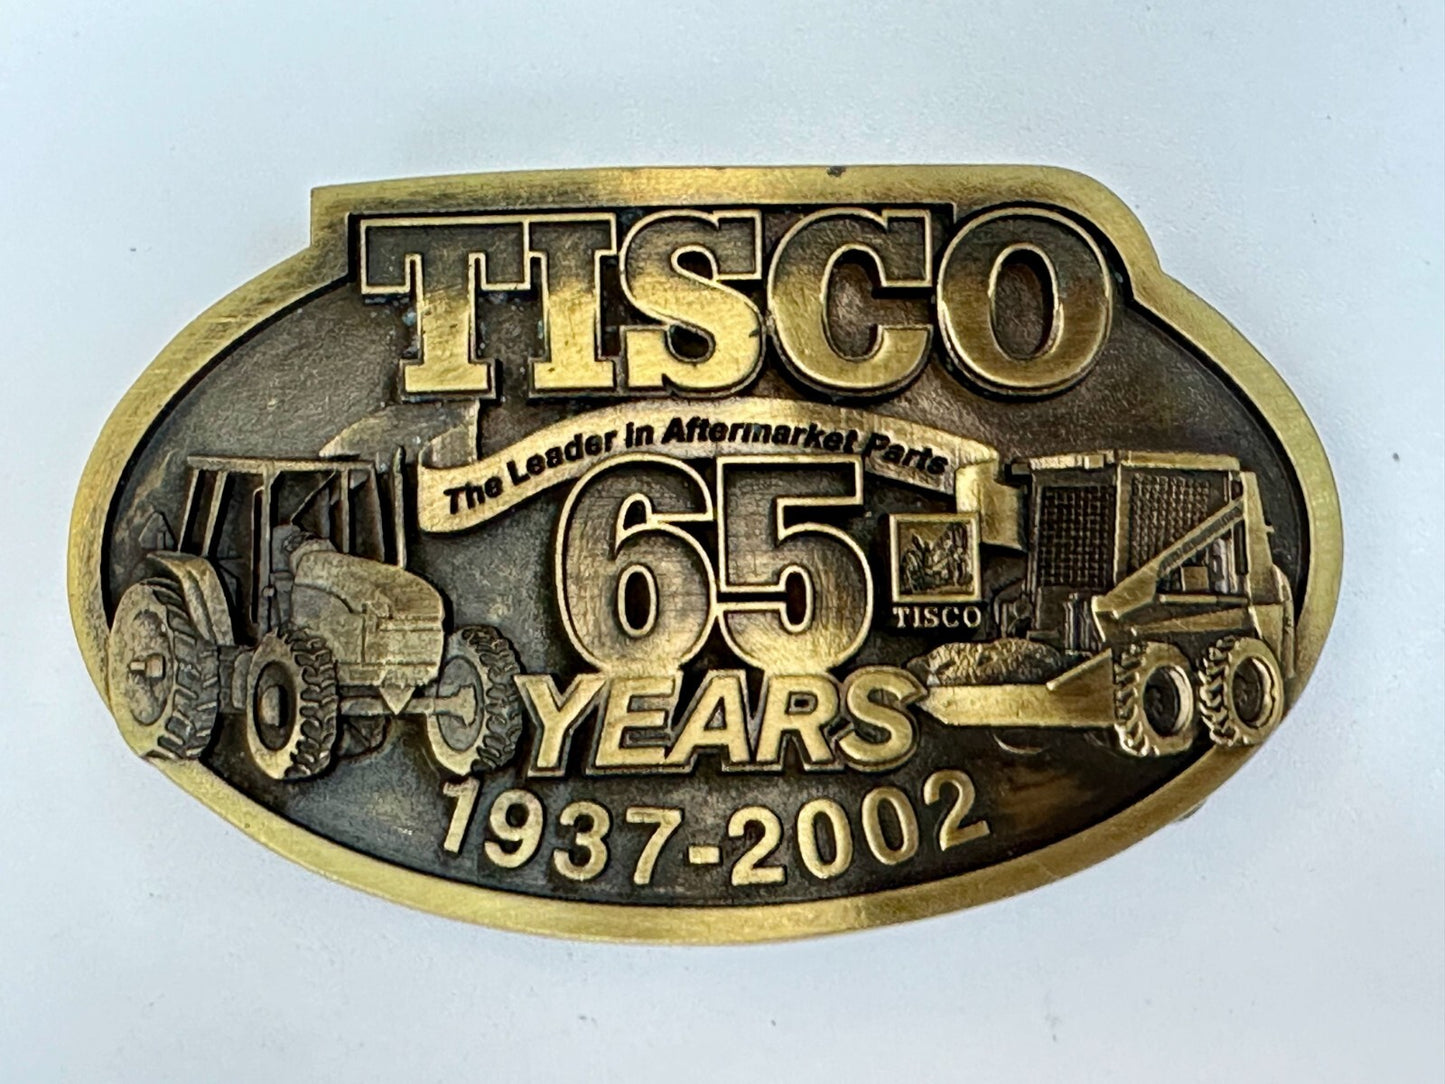 TISCO
The Leader in Aftermarket Parts
65
TISCO
YEARS
1937-2002